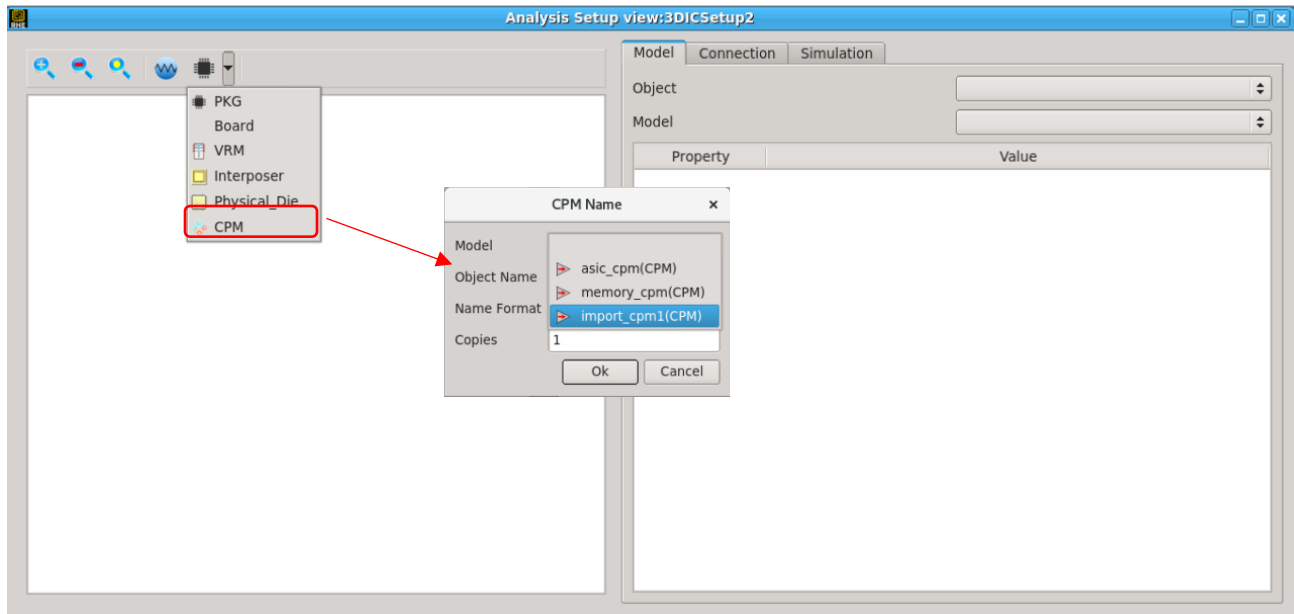 RHE
Analysis Setup view:3DICSetup2
Model Connection Simulation
Object
Model
Property Value
PKG
Board
VRM
Interposer
Physical_Die
CPM
CPM Name
Model
Object Name
Name Format
Copies
asic_cpm(CPM)
memory_cpm(CPM)
import_cpm1(CPM)
1
Ok Cancel